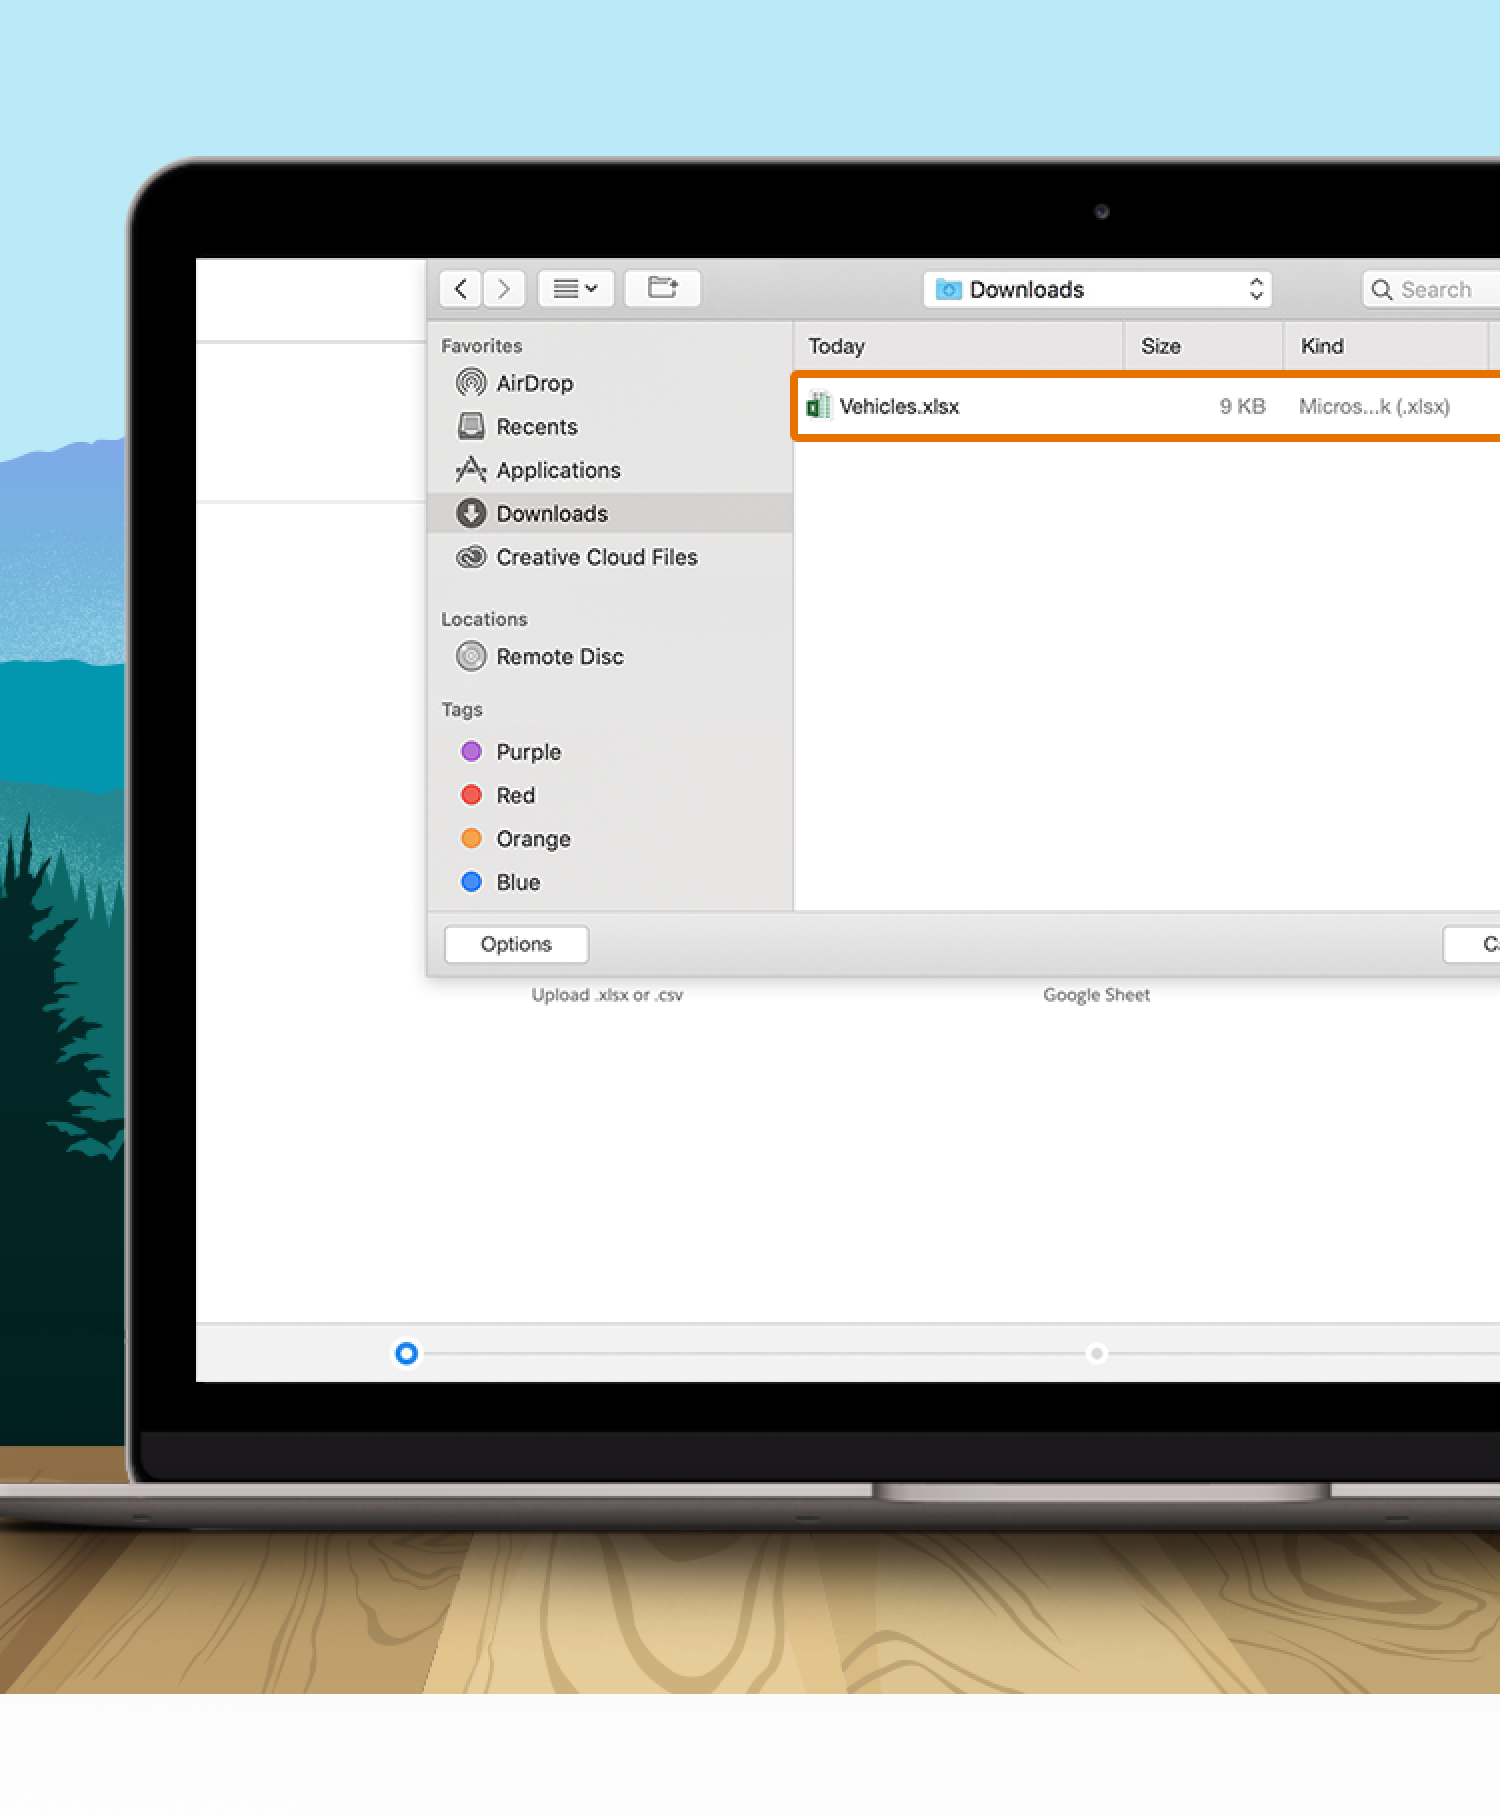 Downloads
Search
Favorites
AirDrop
Recents
Applications
Downloads
Creative Cloud Files
Locations
Remote Disc
Tags
Purple
Red
Orange
Blue
Today Size Kind
Vehicles.xlsx 9 KB Micros...k (.xlsx)
Options
Upload .xlsx or .csv Google Sheet